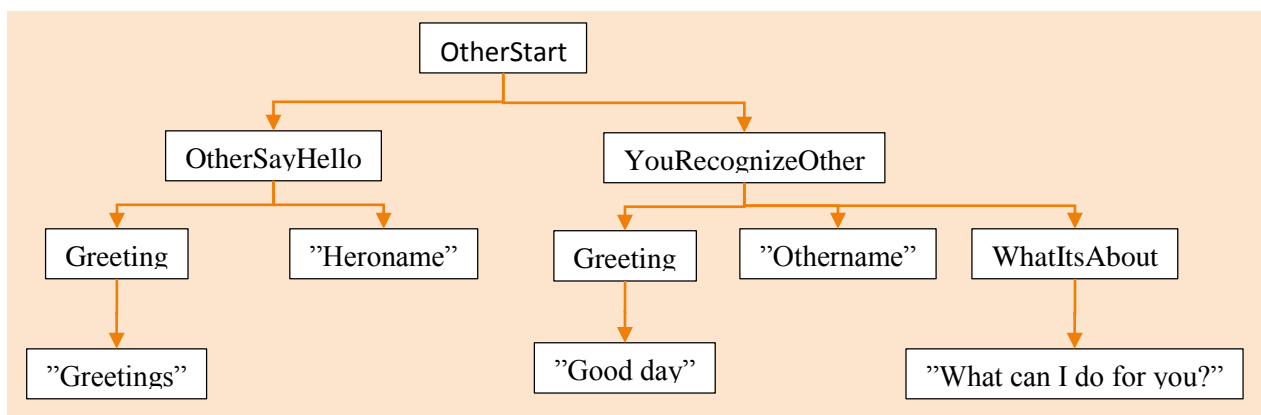 OtherStart
OtherSayHello
YouRecognizeOther
Greeting
”Heroname”
Greeting
”Othername”
WhatItsAbout
”Greetings”
”Good day”
”What can I do for you?”